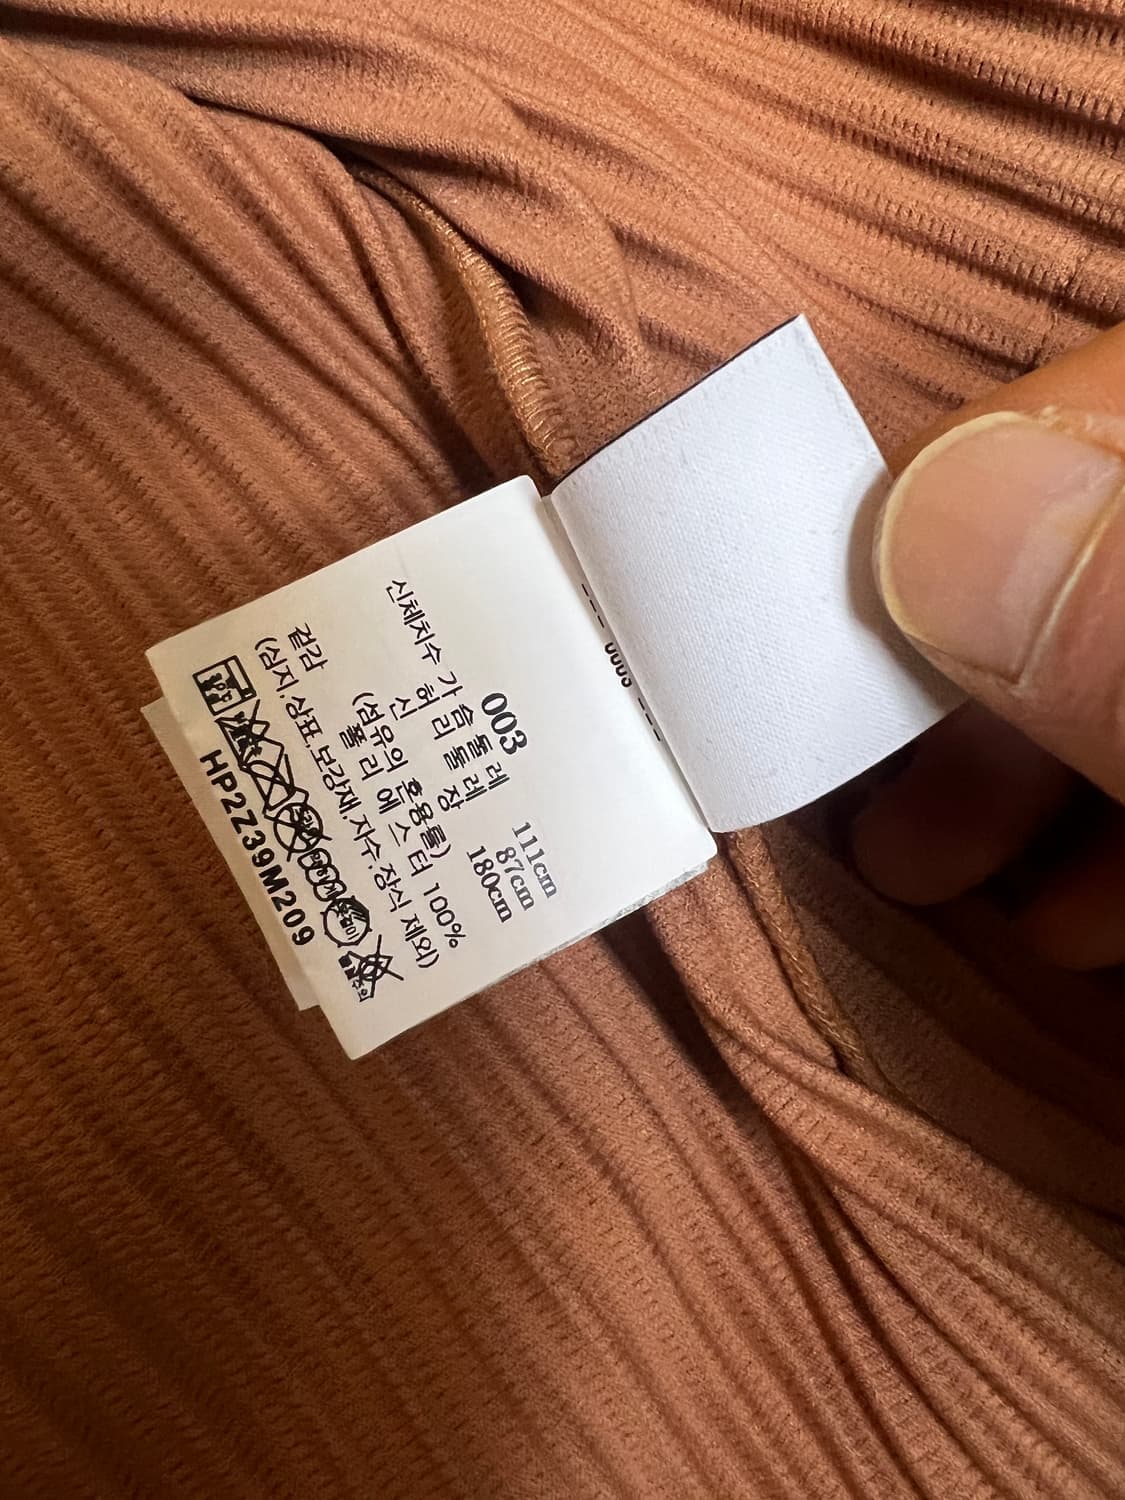 003
신체치수 가슴둘레 111cm
허리둘레 87cm
신장 180cm
(섬유의 혼용률)
겉감 폴리에스터 100%
(심지,상표,보강재,자수,장식 제외)
HP2Z39M209